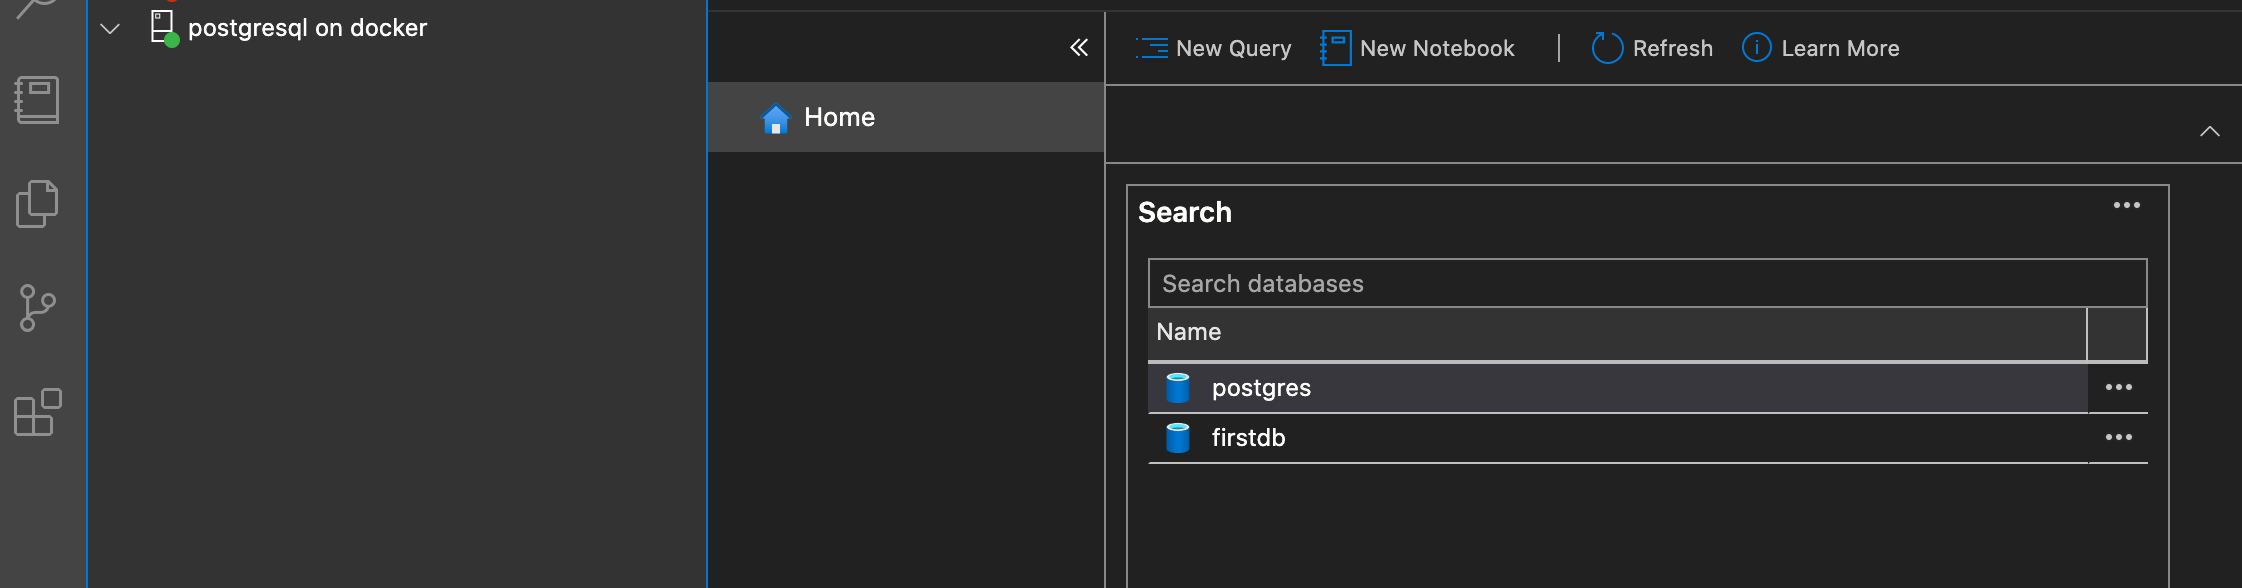 postgresql on docker
Home
New Query
New Notebook
Refresh
Learn More
Search
Search databases
Name
postgres
firstdb